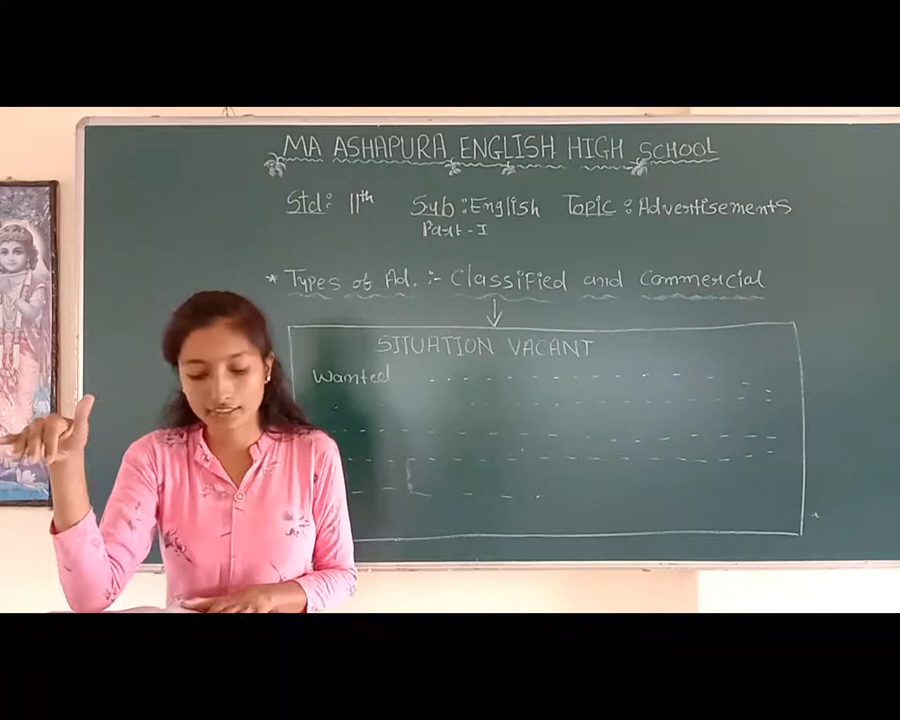 MA ASHAPURA ENGLISH HIGH SCHOOL
Std: 11th Sub: English Topic: Advertisements
Part-I
* Types of Ad. :- Classified and Commercial
SITUATION VACANT
Wanted